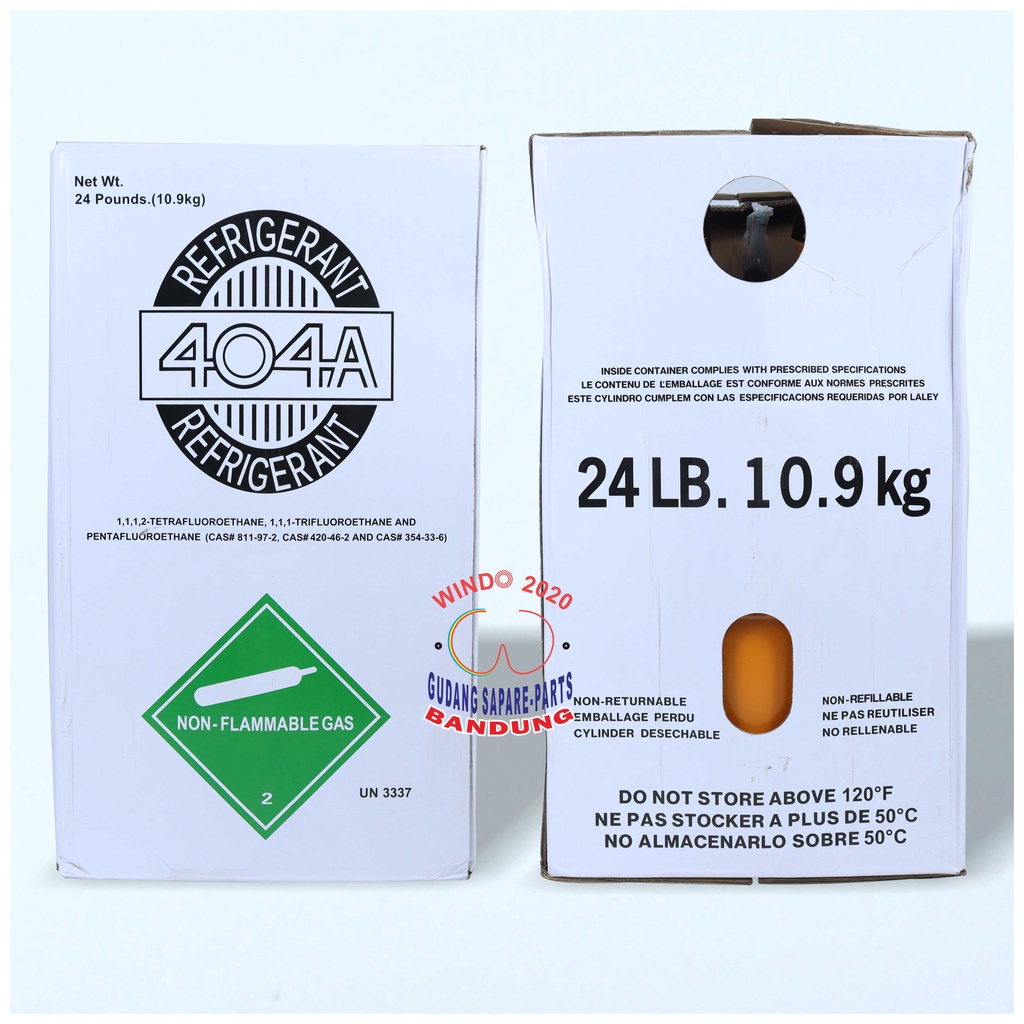 Net Wt.
24 Pounds.(10.9kg)
REFRIGERANT
404A
REFRIGERANT
1,1,1,2-TETRAFLUOROETHANE, 1,1,1-TRIFLUOROETHANE AND
PENTAFLUOROETHANE (CAS# 811-97-2, CAS# 420-46-2 AND CAS# 354-33-6)
NON-FLAMMABLE GAS
2
UN 3337
INSIDE CONTAINER COMPLIES WITH PRESCRIBED SPECIFICATIONS
LE CONTENU DE L'EMBALLAGE EST CONFORME AUX NORMES PRESCRITES
ESTE CYLINDRO CUMPLEM CON LAS ESPECIFICACIONS REQUERIDAS POR LALEY
24 LB. 10.9 kg
NON-RETURNABLE
EMBALLAGE PERDU
CYLINDER DESECHABLE
NON-REFILLABLE
NE PAS REUTILISER
NO RELLENABLE
DO NOT STORE ABOVE 120°F
NE PAS STOCKER A PLUS DE 50°C
NO ALMACENARLO SOBRE 50°C
WINDO 2020
GUDANG SAPARE-PARTS
BANDUNG